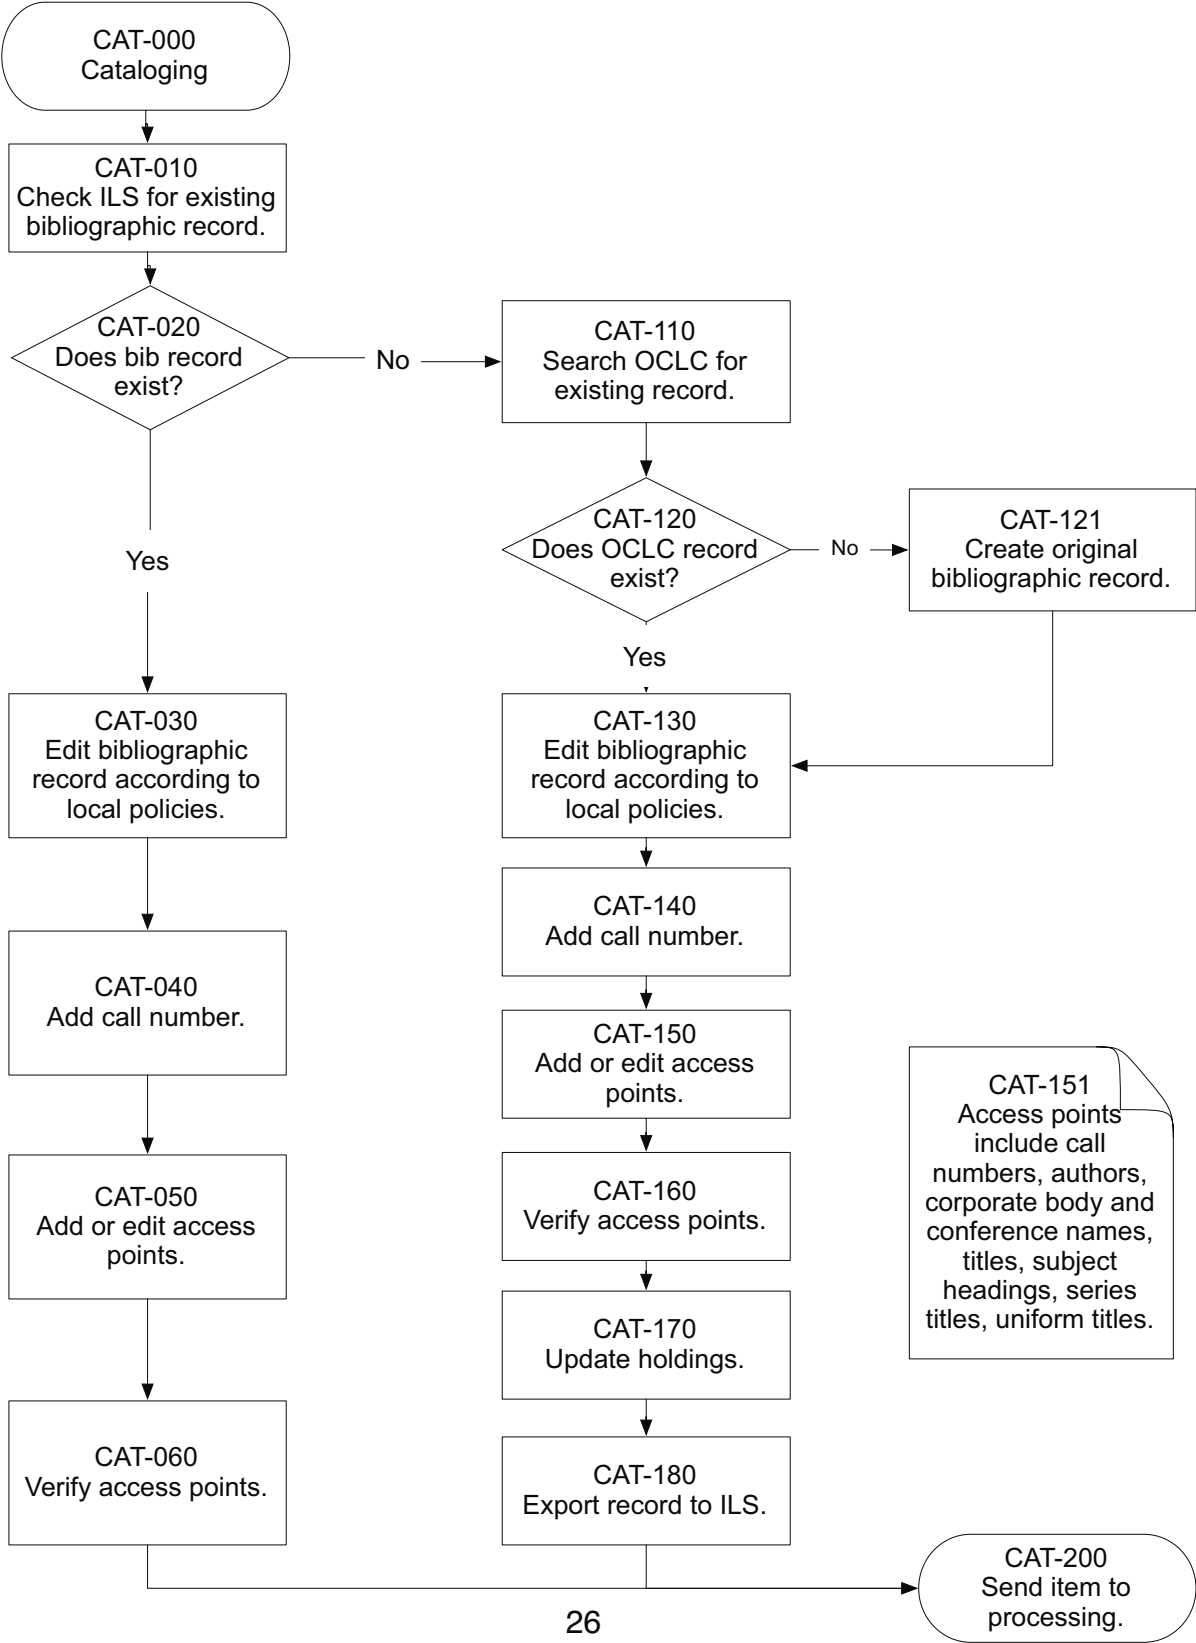 CAT-000
Cataloging
CAT-010
Check ILS for existing
bibliographic record.
CAT-020
Does bib record
exist?
No
CAT-110
Search OCLC for
existing record.
CAT-120
Does OCLC record
exist?
No
CAT-121
Create original
bibliographic record.
Yes
Yes
CAT-030
Edit bibliographic
record according to
local policies.
CAT-130
Edit bibliographic
record according to
local policies.
CAT-040
Add call number.
CAT-140
Add call number.
CAT-050
Add or edit access
points.
CAT-150
Add or edit access
points.
CAT-151
Access points
include call
numbers, authors,
corporate body and
conference names,
titles, subject
headings, series
titles, uniform titles.
CAT-160
Verify access points.
CAT-170
Update holdings.
CAT-060
Verify access points.
CAT-180
Export record to ILS.
CAT-200
Send item to
processing.
26